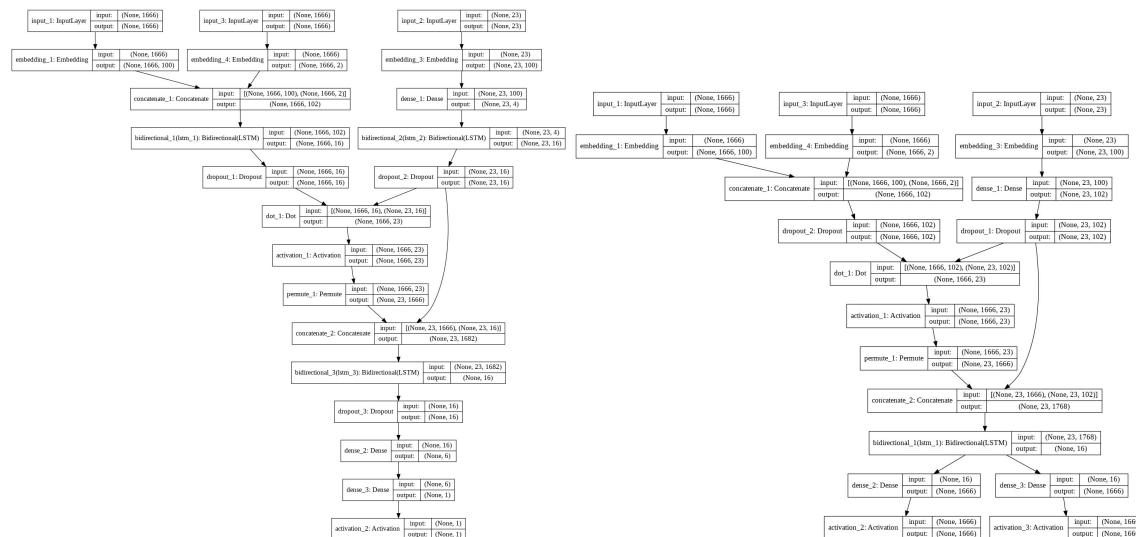 input_1: InputLayer input: (None, 1666)
output: (None, 1666)
input_3: InputLayer input: (None, 1666)
output: (None, 1666)
input_2: InputLayer input: (None, 23)
output: (None, 23)
embedding_1: Embedding input: (None, 1666)
output: (None, 1666, 100)
embedding_4: Embedding input: (None, 1666)
output: (None, 1666, 2)
embedding_3: Embedding input: (None, 23)
output: (None, 23, 100)
concatenate_1: Concatenate input: [(None, 1666, 100), (None, 1666, 2)]
output: (None, 1666, 102)
dense_1: Dense input: (None, 23, 100)
output: (None, 23, 4)
bidirectional_1(lstm_1): Bidirectional(LSTM) input: (None, 1666, 102)
output: (None, 1666, 16)
bidirectional_2(lstm_2): Bidirectional(LSTM) input: (None, 23, 4)
output: (None, 23, 16)
dropout_1: Dropout input: (None, 1666, 16)
output: (None, 1666, 16)
dropout_2: Dropout input: (None, 23, 16)
output: (None, 23, 16)
dot_1: Dot input: [(None, 1666, 16), (None, 23, 16)]
output: (None, 1666, 23)
activation_1: Activation input: (None, 1666, 23)
output: (None, 1666, 23)
permute_1: Permute input: (None, 1666, 23)
output: (None, 23, 1666)
concatenate_2: Concatenate input: [(None, 23, 1666), (None, 23, 16)]
output: (None, 23, 1682)
bidirectional_3(lstm_3): Bidirectional(LSTM) input: (None, 23, 1682)
output: (None, 16)
dropout_3: Dropout input: (None, 16)
output: (None, 16)
dense_2: Dense input: (None, 16)
output: (None, 6)
dense_3: Dense input: (None, 6)
output: (None, 1)
activation_2: Activation input: (None, 1)
output: (None, 1)
input_1: InputLayer input: (None, 1666)
output: (None, 1666)
input_3: InputLayer input: (None, 1666)
output: (None, 1666)
input_2: InputLayer input: (None, 23)
output: (None, 23)
embedding_1: Embedding input: (None, 1666)
output: (None, 1666, 100)
embedding_4: Embedding input: (None, 1666)
output: (None, 1666, 2)
embedding_3: Embedding input: (None, 23)
output: (None, 23, 100)
concatenate_1: Concatenate input: [(None, 1666, 100), (None, 1666, 2)]
output: (None, 1666, 102)
dense_1: Dense input: (None, 23, 100)
output: (None, 23, 102)
dropout_2: Dropout input: (None, 1666, 102)
output: (None, 1666, 102)
dropout_1: Dropout input: (None, 23, 102)
output: (None, 23, 102)
dot_1: Dot input: [(None, 1666, 102), (None, 23, 102)]
output: (None, 1666, 23)
activation_1: Activation input: (None, 1666, 23)
output: (None, 1666, 23)
permute_1: Permute input: (None, 1666, 23)
output: (None, 23, 1666)
concatenate_2: Concatenate input: [(None, 23, 1666), (None, 23, 102)]
output: (None, 23, 1768)
bidirectional_1(lstm_1): Bidirectional(LSTM) input: (None, 23, 1768)
output: (None, 16)
dense_2: Dense input: (None, 16)
output: (None, 1666)
dense_3: Dense input: (None, 16)
output: (None, 1666)
activation_2: Activation input: (None, 1666)
output: (None, 1666)
activation_3: Activation input: (None, 166
output: (None, 166